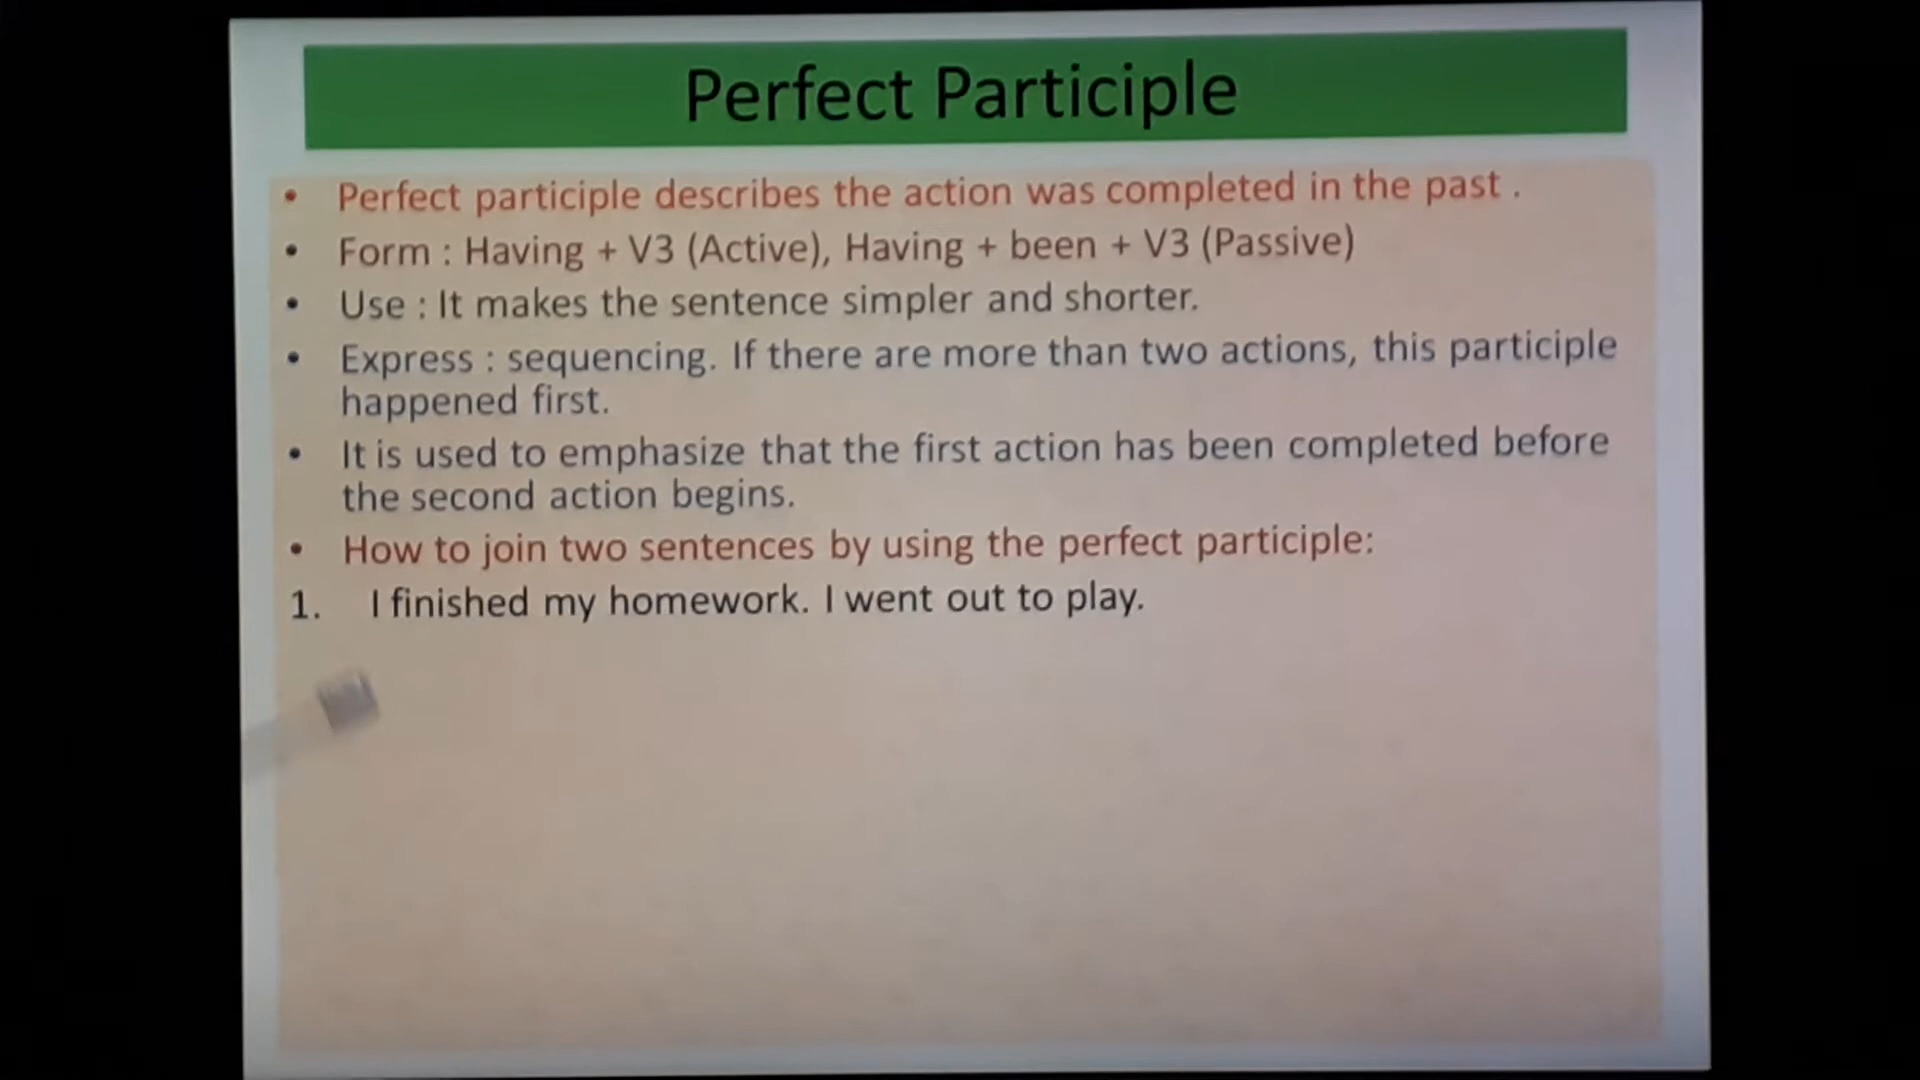 Perfect Participle
• Perfect participle describes the action was completed in the past .
• Form : Having + V3 (Active), Having + been + V3 (Passive)
• Use : It makes the sentence simpler and shorter.
• Express : sequencing. If there are more than two actions, this participle
happened first.
• It is used to emphasize that the first action has been completed before
the second action begins.
• How to join two sentences by using the perfect participle:
1. I finished my homework. I went out to play.